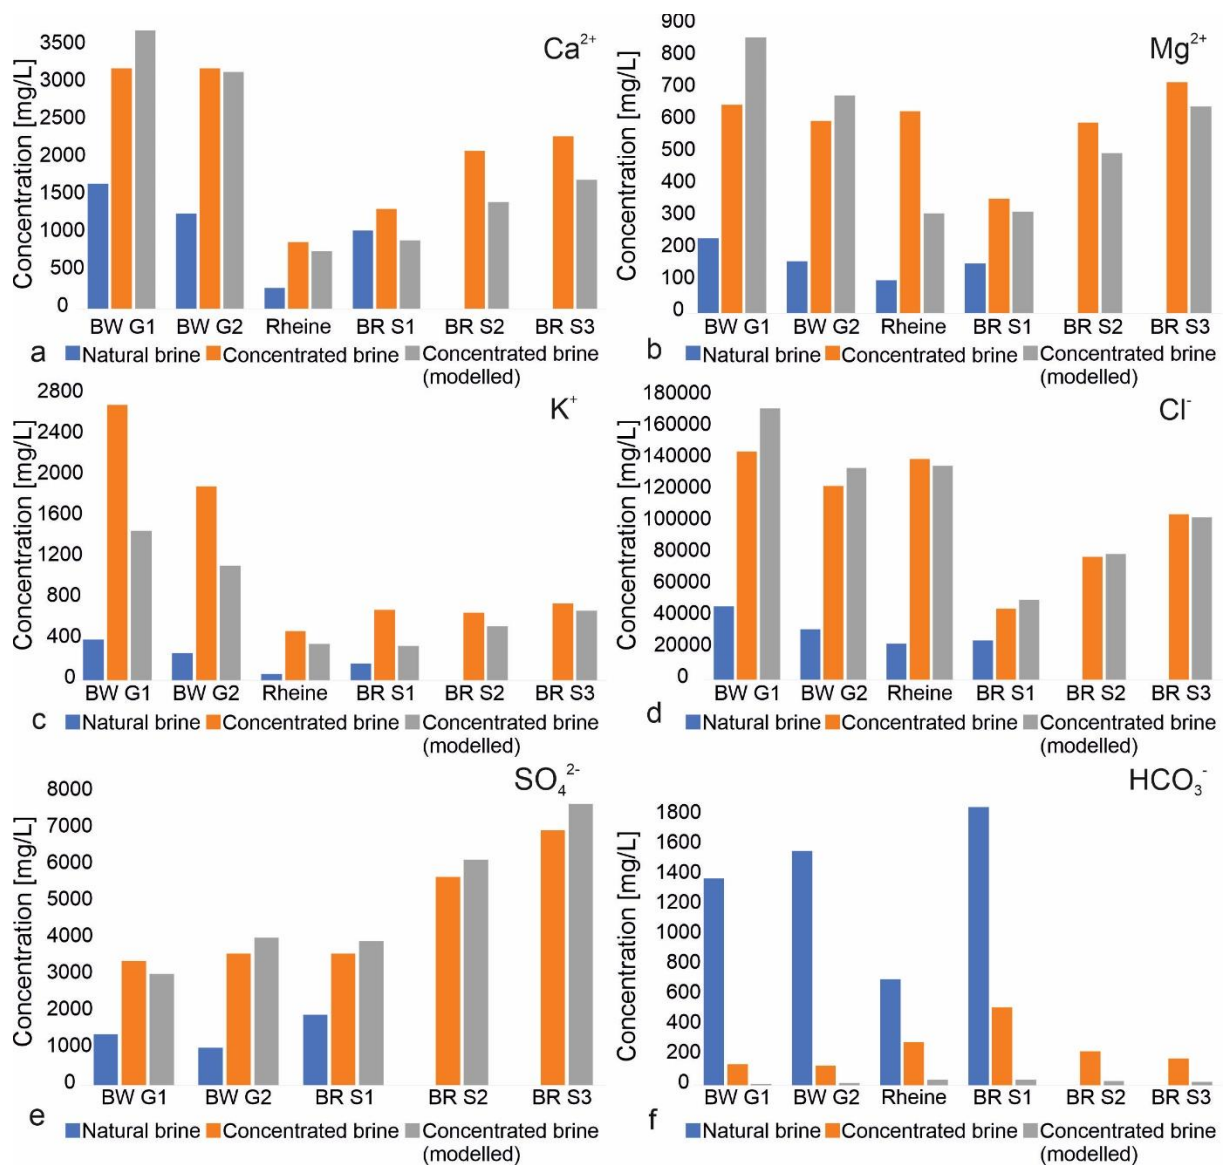 Concentration [mg/L]
3500
3000
2500
2000
1500
1000
500
0
Ca²⁺
BW G1 BW G2 Rheine BR S1 BR S2 BR S3
a
Natural brine Concentrated brine Concentrated brine
(modelled)
Concentration [mg/L]
900
800
700
600
500
400
300
200
100
0
Mg²⁺
BW G1 BW G2 Rheine BR S1 BR S2 BR S3
b
Natural brine Concentrated brine Concentrated brine
(modelled)
Concentration [mg/L]
2800
2400
2000
1600
1200
800
400
0
K⁺
BW G1 BW G2 Rheine BR S1 BR S2 BR S3
c
Natural brine Concentrated brine Concentrated brine
(modelled)
Concentration [mg/L]
180000
160000
140000
120000
100000
80000
60000
40000
20000
0
Cl⁻
BW G1 BW G2 Rheine BR S1 BR S2 BR S3
d
Natural brine Concentrated brine Concentrated brine
(modelled)
Concentration [mg/L]
8000
7000
6000
5000
4000
3000
2000
1000
0
SO₄²⁻
BW G1 BW G2 BR S1 BR S2 BR S3
e
Natural brine Concentrated brine Concentrated brine
(modelled)
Concentration [mg/L]
1800
1600
1400
1200
1000
800
600
400
200
0
HCO₃⁻
BW G1 BW G2 Rheine BR S1 BR S2 BR S3
f
Natural brine Concentrated brine Concentrated brine
(modelled)